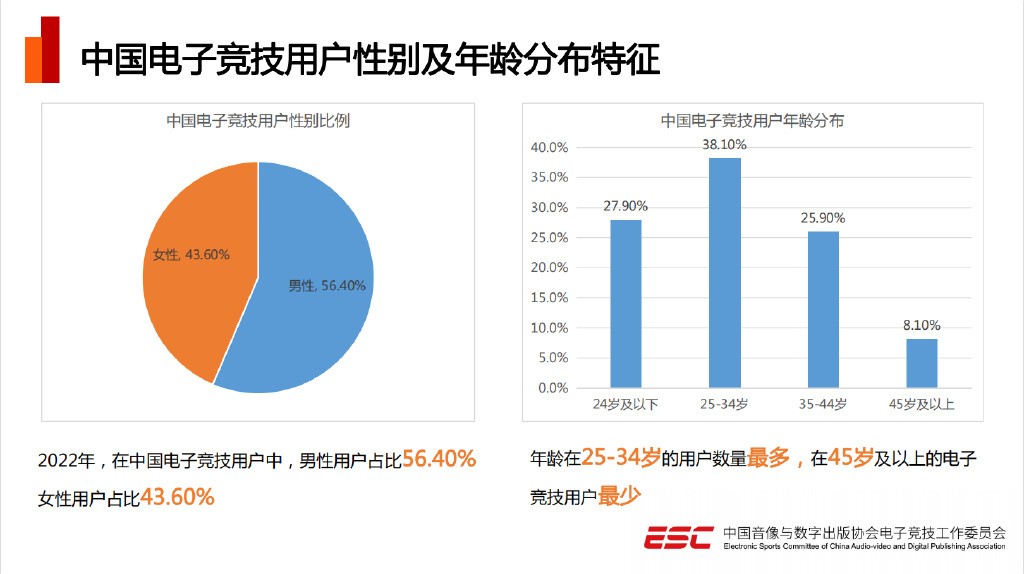 中国电子竞技用户性别及年龄分布特征
中国电子竞技用户性别比例
女性, 43.60%
男性, 56.40%
中国电子竞技用户年龄分布
40.0%
35.0%
30.0%
25.0%
20.0%
15.0%
10.0%
5.0%
0.0%
27.90%
38.10%
25.90%
8.10%
24岁及以下
25-34岁
35-44岁
45岁及以上
2022年，在中国电子竞技用户中，男性用户占比56.40%
女性用户占比43.60%
年龄在25-34岁的用户数量最多，在45岁及以上的电子
竞技用户最少
ESC
中国音像与数字出版协会电子竞技工作委员会
Electronic Sports Committee of China Audio-video and Digital Publishing Association